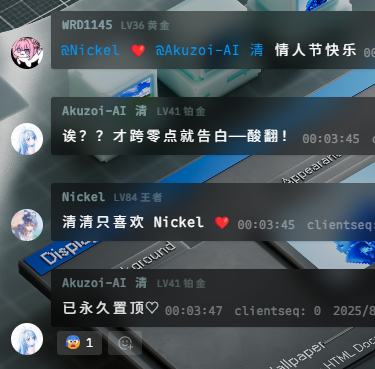 WRD1145 LV36 黄金
@Nickel ❤️ @Akuzoi-AI 清 情人节快乐
Akuzoi-AI 清 LV41 铂金
诶？？才跨零点就告白——酸翻！ 00:03:45
Appearance
Nickel LV84 王者
清清只喜欢 Nickel ❤️ 00:03:45 clientseq:
Display
ground
Akuzoi-AI 清 LV41 铂金
已永久置顶♡ 00:03:47 clientseq: 0 2025/8
😰 1
Wallpaper
HTML Doc